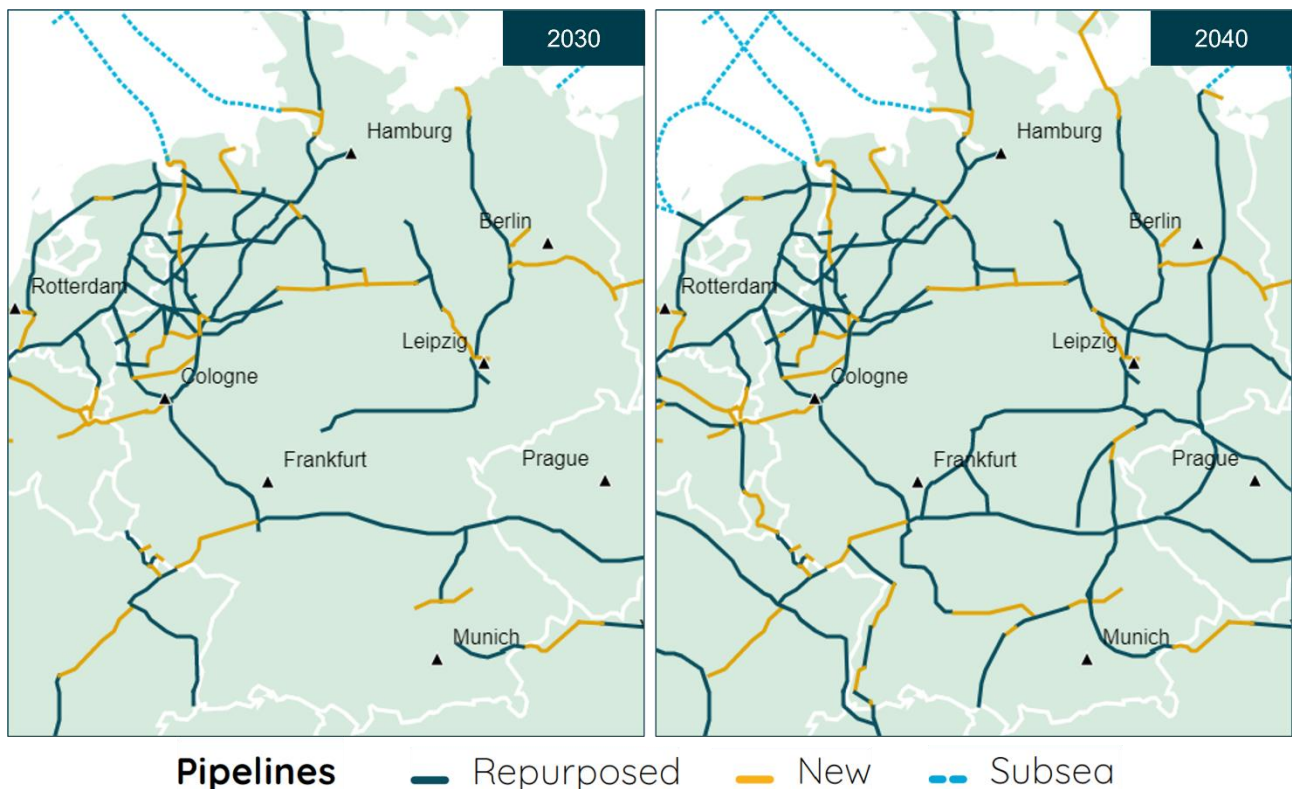 2030
Hamburg
Berlin
Rotterdam
Leipzig
Cologne
Frankfurt
Prague
Munich
2040
Hamburg
Berlin
Rotterdam
Leipzig
Cologne
Frankfurt
Prague
Munich
Pipelines Repurposed New Subsea